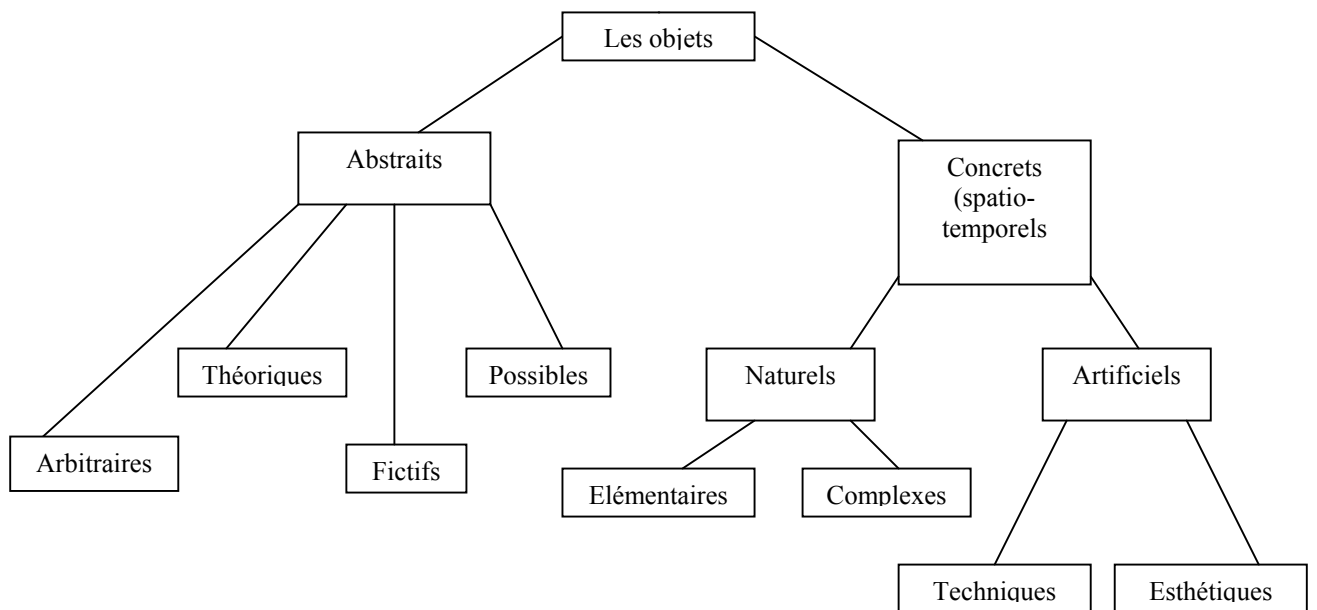 Les objets
Abstraits
Concrets
(spatio-
temporels
Théoriques
Possibles
Naturels
Artificiels
Arbitraires
Fictifs
Elémentaires
Complexes
Techniques
Esthétiques